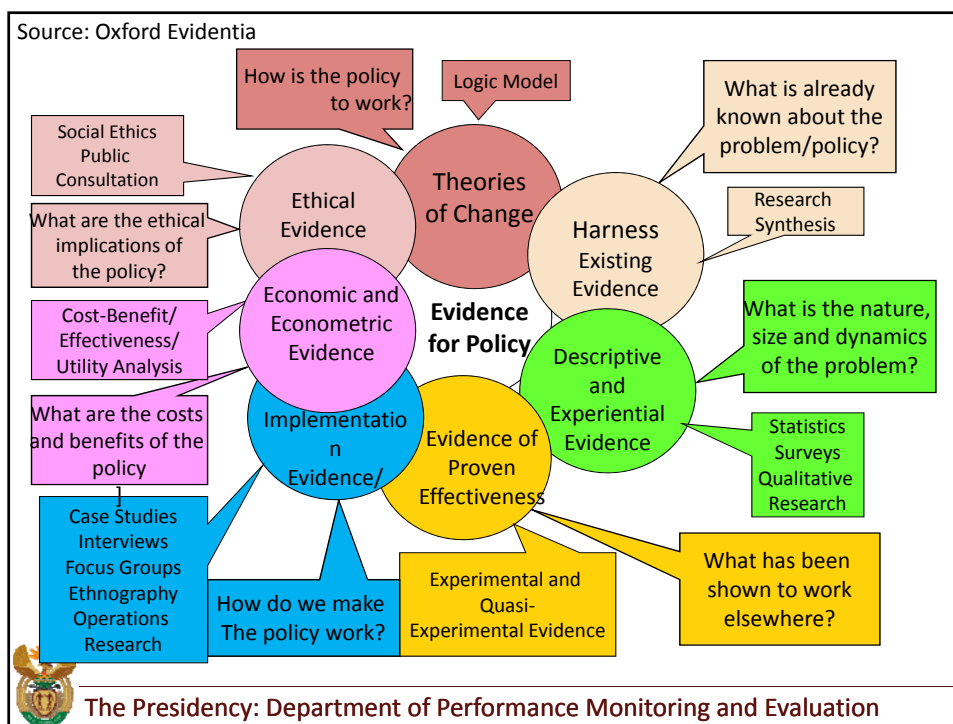 Source: Oxford Evidentia
How is the policy
to work?
Logic Model
What is already
known about the
problem/policy?
Social Ethics
Public
Consultation
Theories
of Change
Ethical
Evidence
Research
Synthesis
What are the ethical
implications of
the policy?
Harness
Existing
Evidence
Economic and
Econometric
Evidence
Evidence
for Policy
What is the nature,
size and dynamics
of the problem?
Cost-Benefit/
Effectiveness/
Utility Analysis
Descriptive
and
Experiential
Evidence
What are the costs
and benefits of the
policy
]
Implementatio
n
Evidence/
Evidence of
Proven
Effectiveness
Statistics
Surveys
Qualitative
Research
Case Studies
Interviews
Focus Groups
Ethnography
Operations
Research
How do we make
The policy work?
Experimental and
Quasi-
Experimental Evidence
What has been
shown to work
elsewhere?
The Presidency: Department of Performance Monitoring and Evaluation